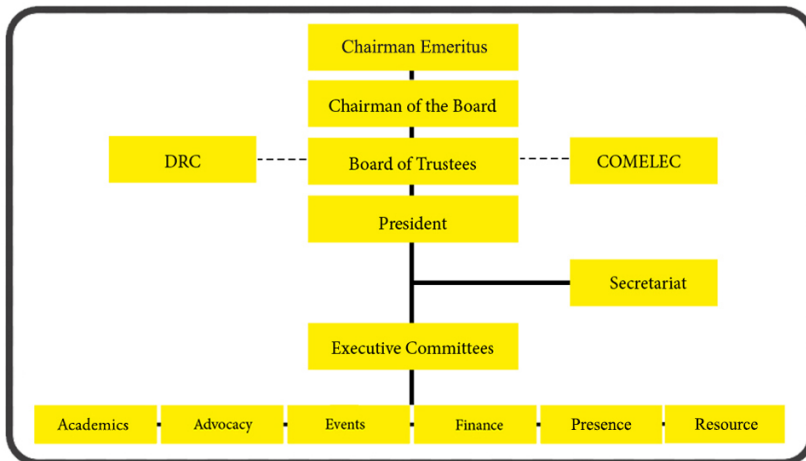 Chairman Emeritus
Chairman of the Board
DRC
Board of Trustees
COMELEC
President
Secretariat
Executive Committees
Academics
Advocacy
Events
Finance
Presence
Resource